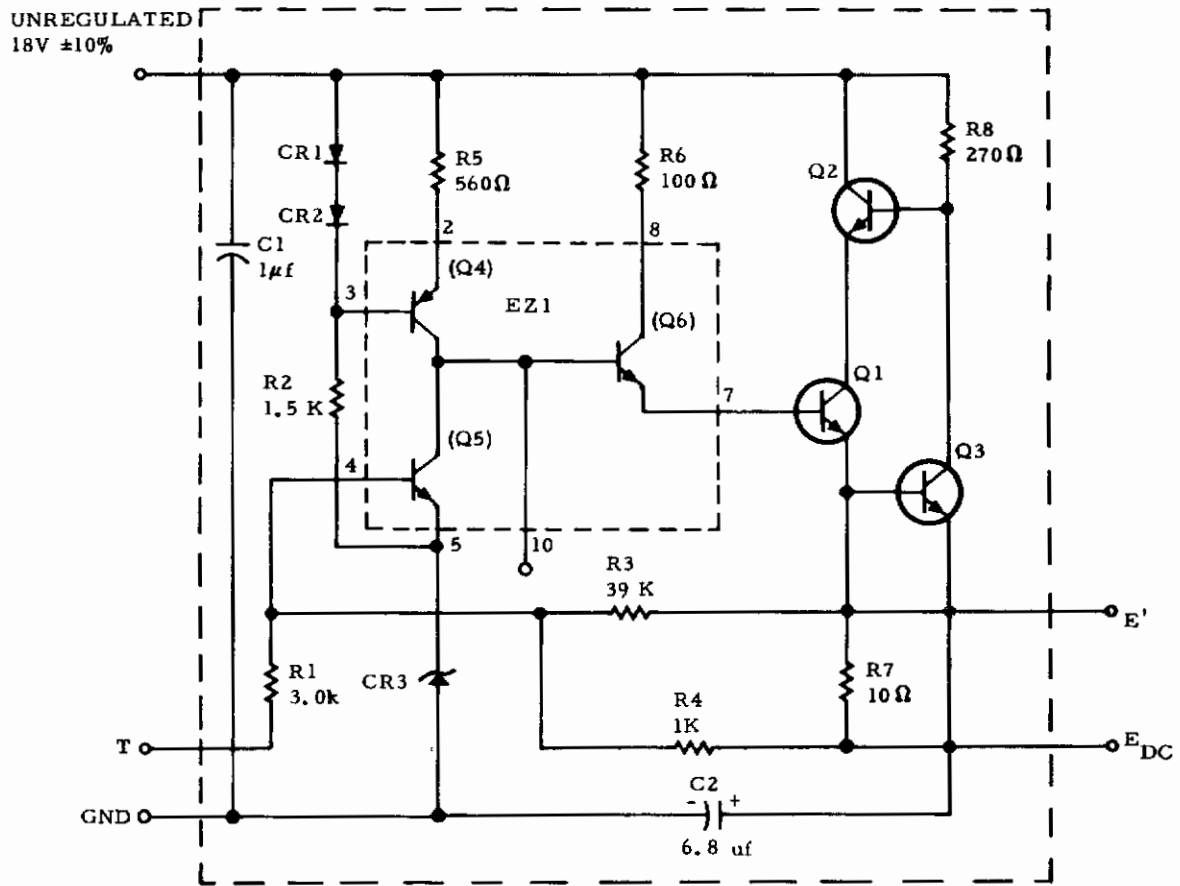 UNREGULATED
18V ±10%
CR1
R5
560Ω
R6
100Ω
R8
270Ω
Q2
CR2
2
8
C1
1μf
(Q4)
3
EZ1
(Q6)
R2
1.5 K
7
Q1
(Q5)
4
Q3
5
10
R3
39 K
E'
R1
3.0k
CR3
R7
10Ω
R4
1K
T
E DC
C2
- +
GND
6.8 uf